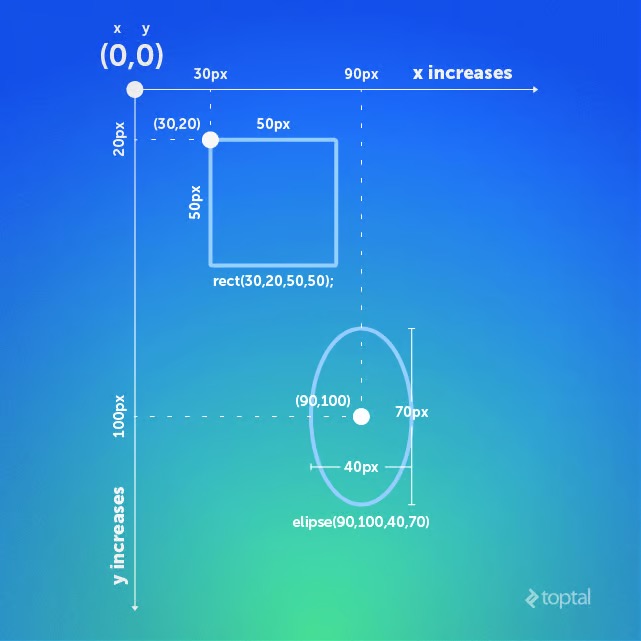 x y
(0,0)
30px
90px
x increases
20px
(30,20)
50px
50px
rect(30,20,50,50);
100px
(90,100)
70px
40px
elipse(90,100,40,70)
y increases
toptal